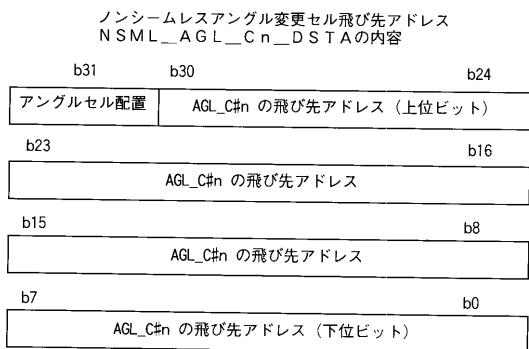 ノンシームレスアングル変更セル飛び先アドレス
NSML_AGL_Cn_DSTAの内容
b31 b30 b24
アングルセル配置 AGL_C#n の飛び先アドレス（上位ビット）
b23 b16
AGL_C#n の飛び先アドレス
b15 b8
AGL_C#n の飛び先アドレス
b7 b0
AGL_C#n の飛び先アドレス（下位ビット）